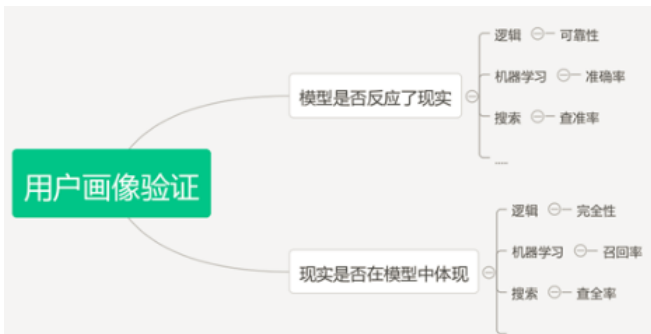 用户画像验证
模型是否反应了现实
逻辑 可靠性
机器学习 准确率
搜索 查准率
......
现实是否在模型中体现
逻辑 完全性
机器学习 召回率
搜索 查全率